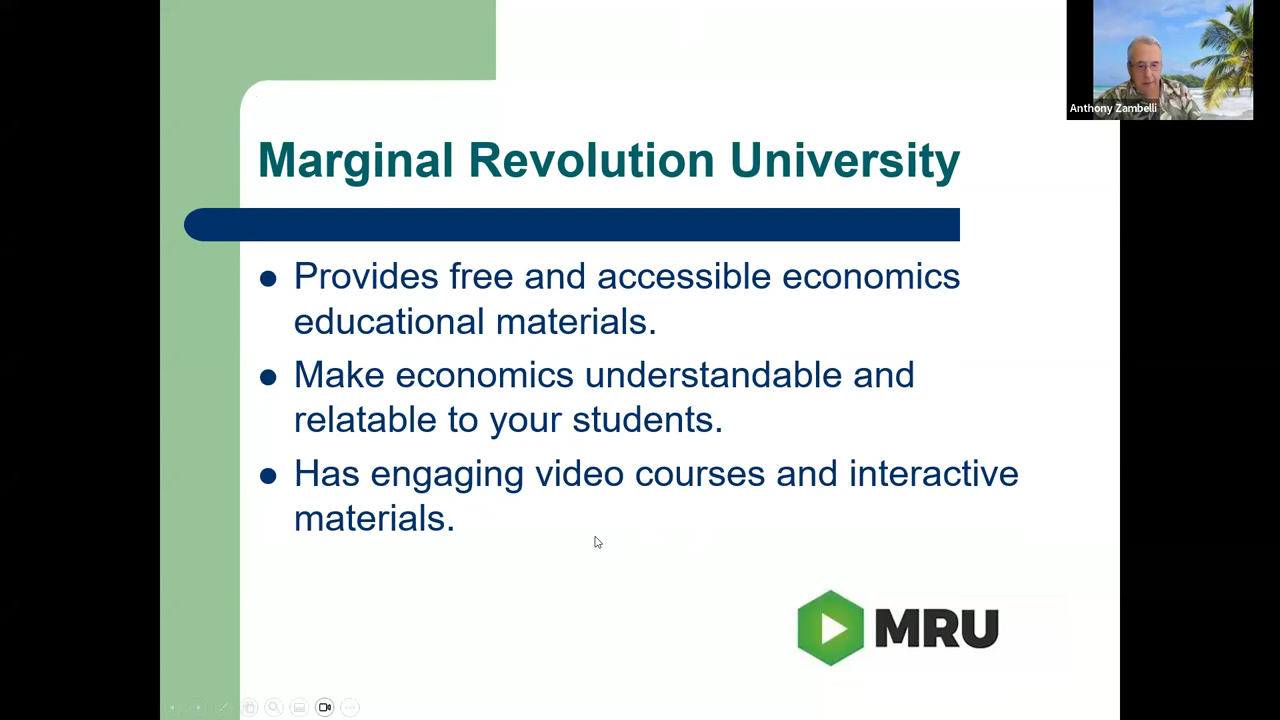 Anthony Zambelli
Marginal Revolution University
Provides free and accessible economics
educational materials.
Make economics understandable and
relatable to your students.
Has engaging video courses and interactive
materials.
MRU